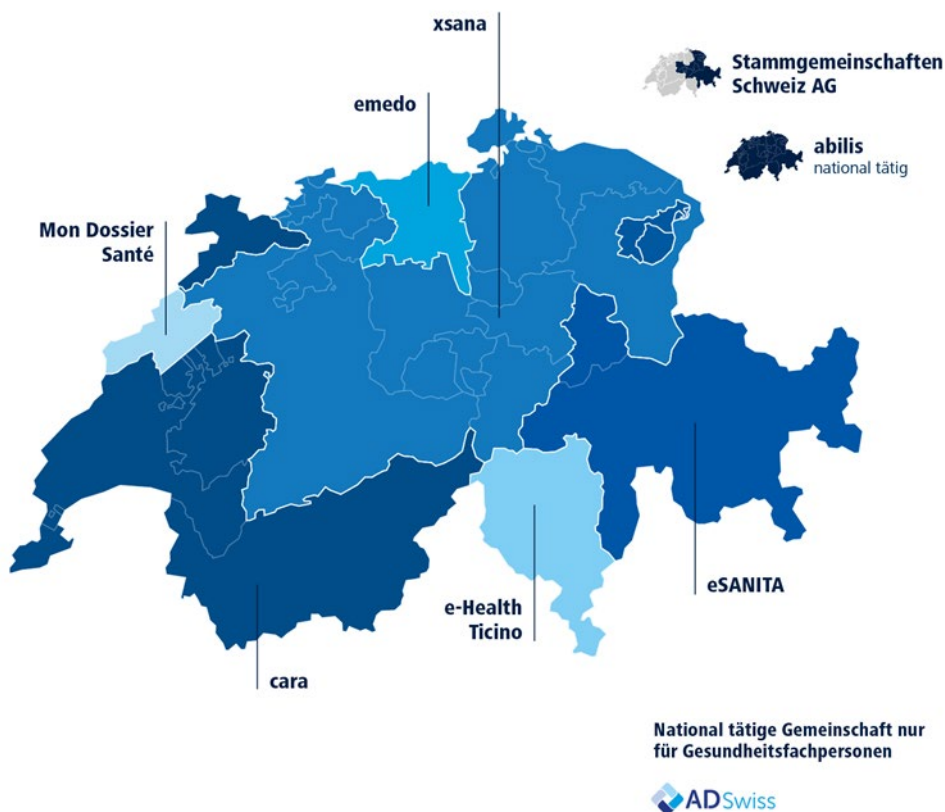 xsana
Stammgemeinschaften
Schweiz AG
emedo
abilis
national tätig
Mon Dossier
Santé
eSANITA
e-Health
Ticino
cara
National tätige Gemeinschaft nur
für Gesundheitsfachpersonen
ADSwiss